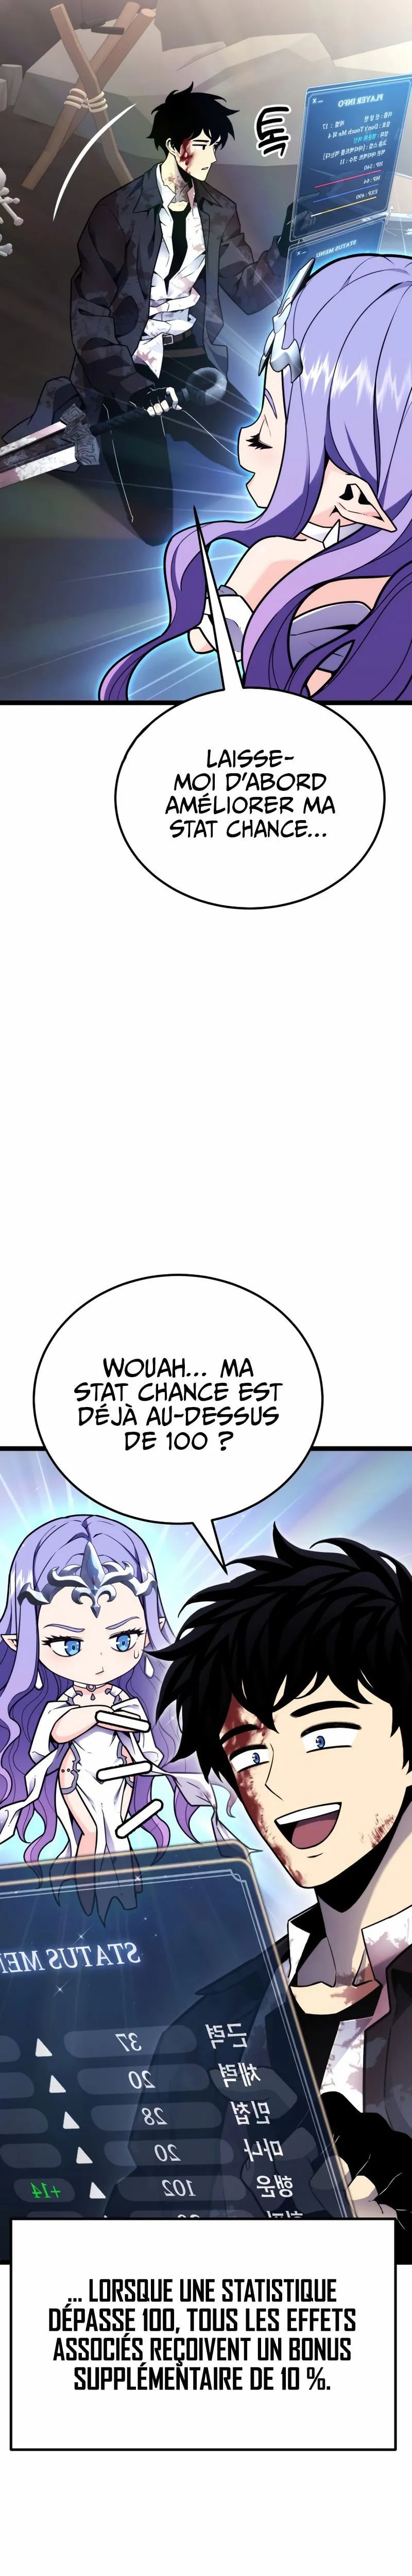 톡
PLAYER INFO
STATUS MENU
LAISSE-
MOI D'ABORD
AMÉLIORER MA
STAT CHANCE...
WOUAH... MA
STAT CHANCE EST
DÉJÀ AU-DESSUS
DE 100 ?
STATUS MEN
근력 37
체력 20
민첩 28
마나 20
행운 102 +14
... LORSQUE UNE STATISTIQUE
DÉPASSE 100, TOUS LES EFFETS
ASSOCIÉS REÇOIVENT UN BONUS
SUPPLÉMENTAIRE DE 10 %.